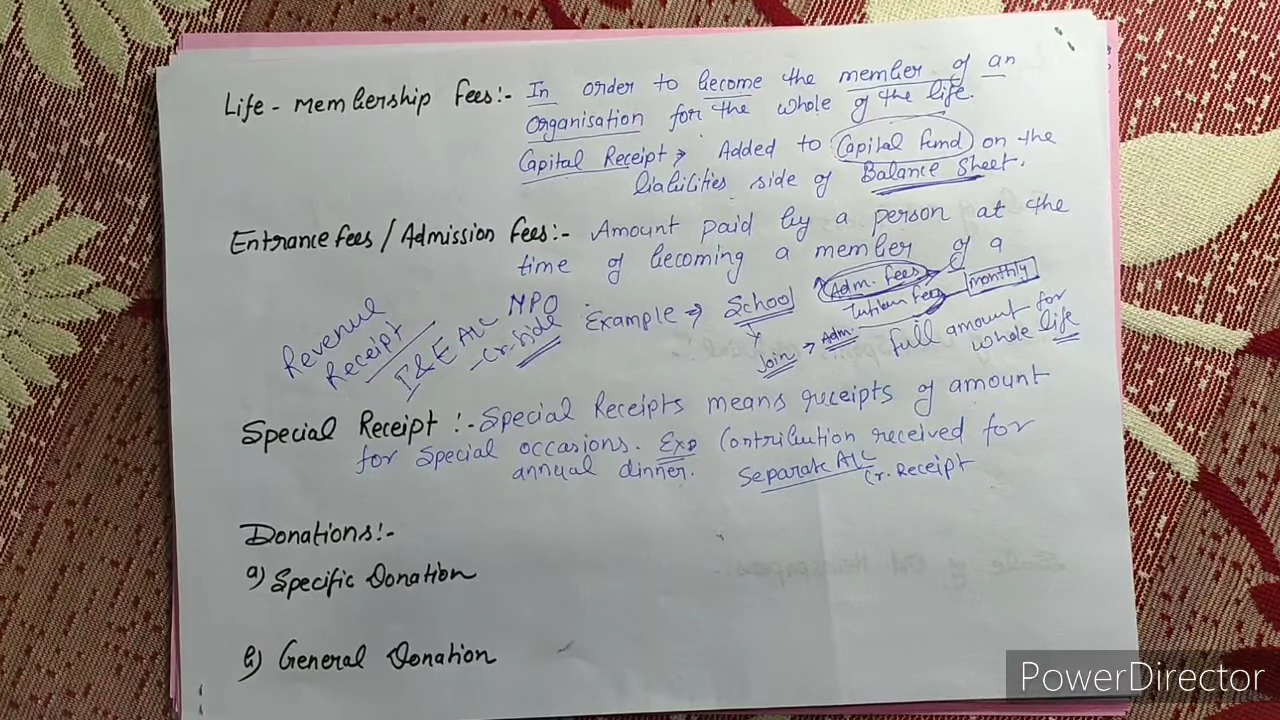 Life - Membership Fees:- In order to become the member of an
organisation for the whole of the life.
Capital Receipt → Added to Capital Fund on the
liabilities side of Balance Sheet.
Entrance fees / Admission Fees:- Amount paid by a person at the
time of becoming a member of a
NPO Example → School Adm. fees
Tution Fees monthly
Revenue
Receipt
I & E A/c
Cr. side
Join → Adm. full amount for
whole life
Special Receipt :- Special Receipts means receipts of amount
for special occasions. Ex→ Contribution received for
annual dinner. Separate A/c
Cr. Receipt
Donations:-
a) Specific Donation
b) General Donation
PowerDirector